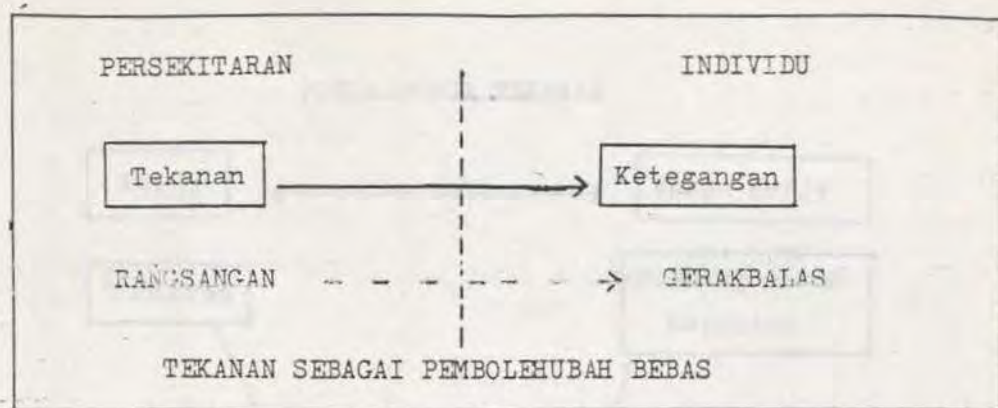 PERSEKITARAN INDIVIDU
Tekanan Ketegangan
RANGSANGAN GERAKBALAS
TEKANAN SEBAGAI PEMBOLEHUBAH BEBAS